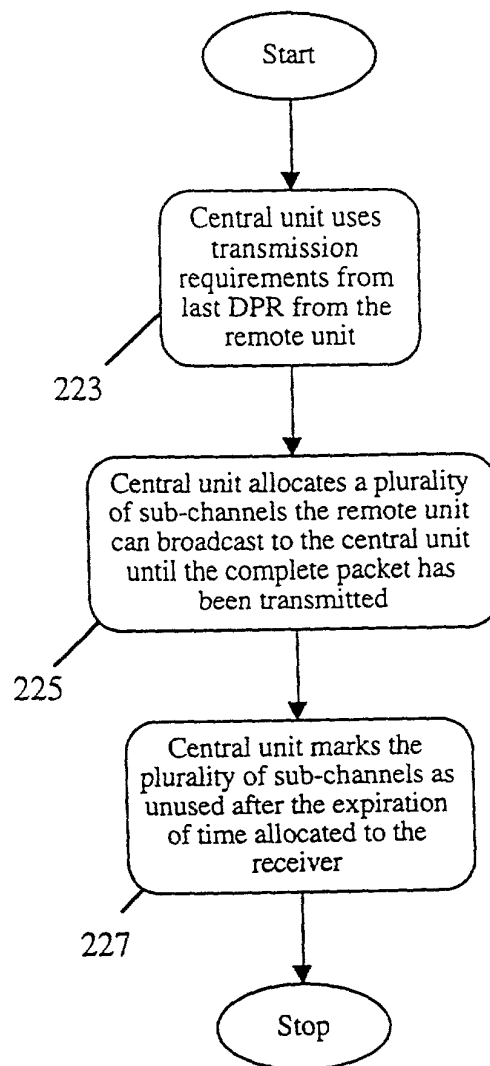 Start
Central unit uses
transmission
requirements from
last DPR from the
remote unit
223
Central unit allocates a plurality
of sub-channels the remote unit
can broadcast to the central unit
until the complete packet has
been transmitted
225
Central unit marks the
plurality of sub-channels as
unused after the expiration
of time allocated to the
receiver
227
Stop